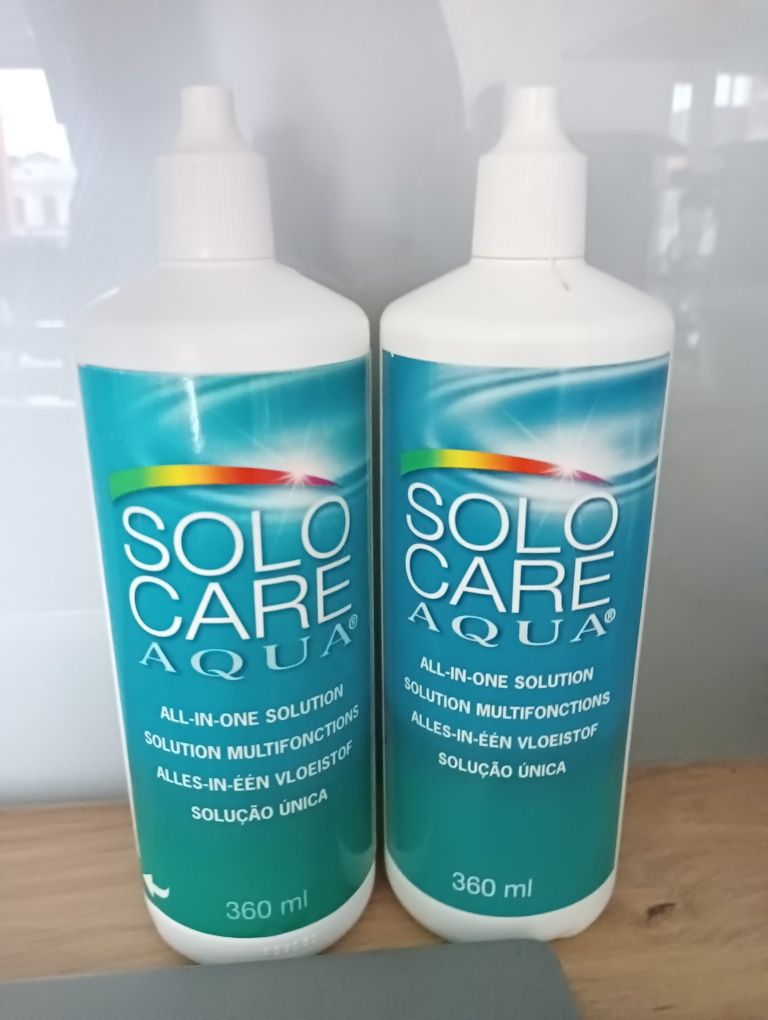 SOLO
CARE
AQUA®
ALL-IN-ONE SOLUTION
SOLUTION MULTIFONCTIONS
ALLES-IN-ÉÉN VLOEISTOF
SOLUÇÃO ÚNICA
360 ml
SOLO
CARE
AQUA®
ALL-IN-ONE SOLUTION
SOLUTION MULTIFONCTIONS
ALLES-IN-ÉÉN VLOEISTOF
SOLUÇÃO ÚNICA
360 ml